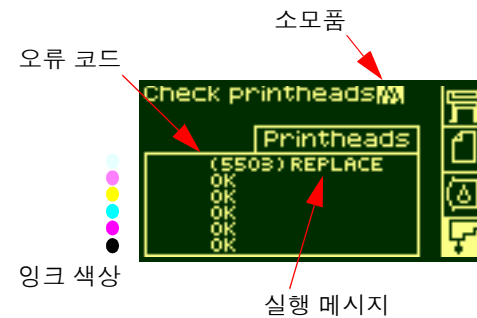 소모품
오류 코드
Check printheads
Printheads
(5503) REPLACE
OK
OK
OK
OK
OK
잉크 색상
실행 메시지